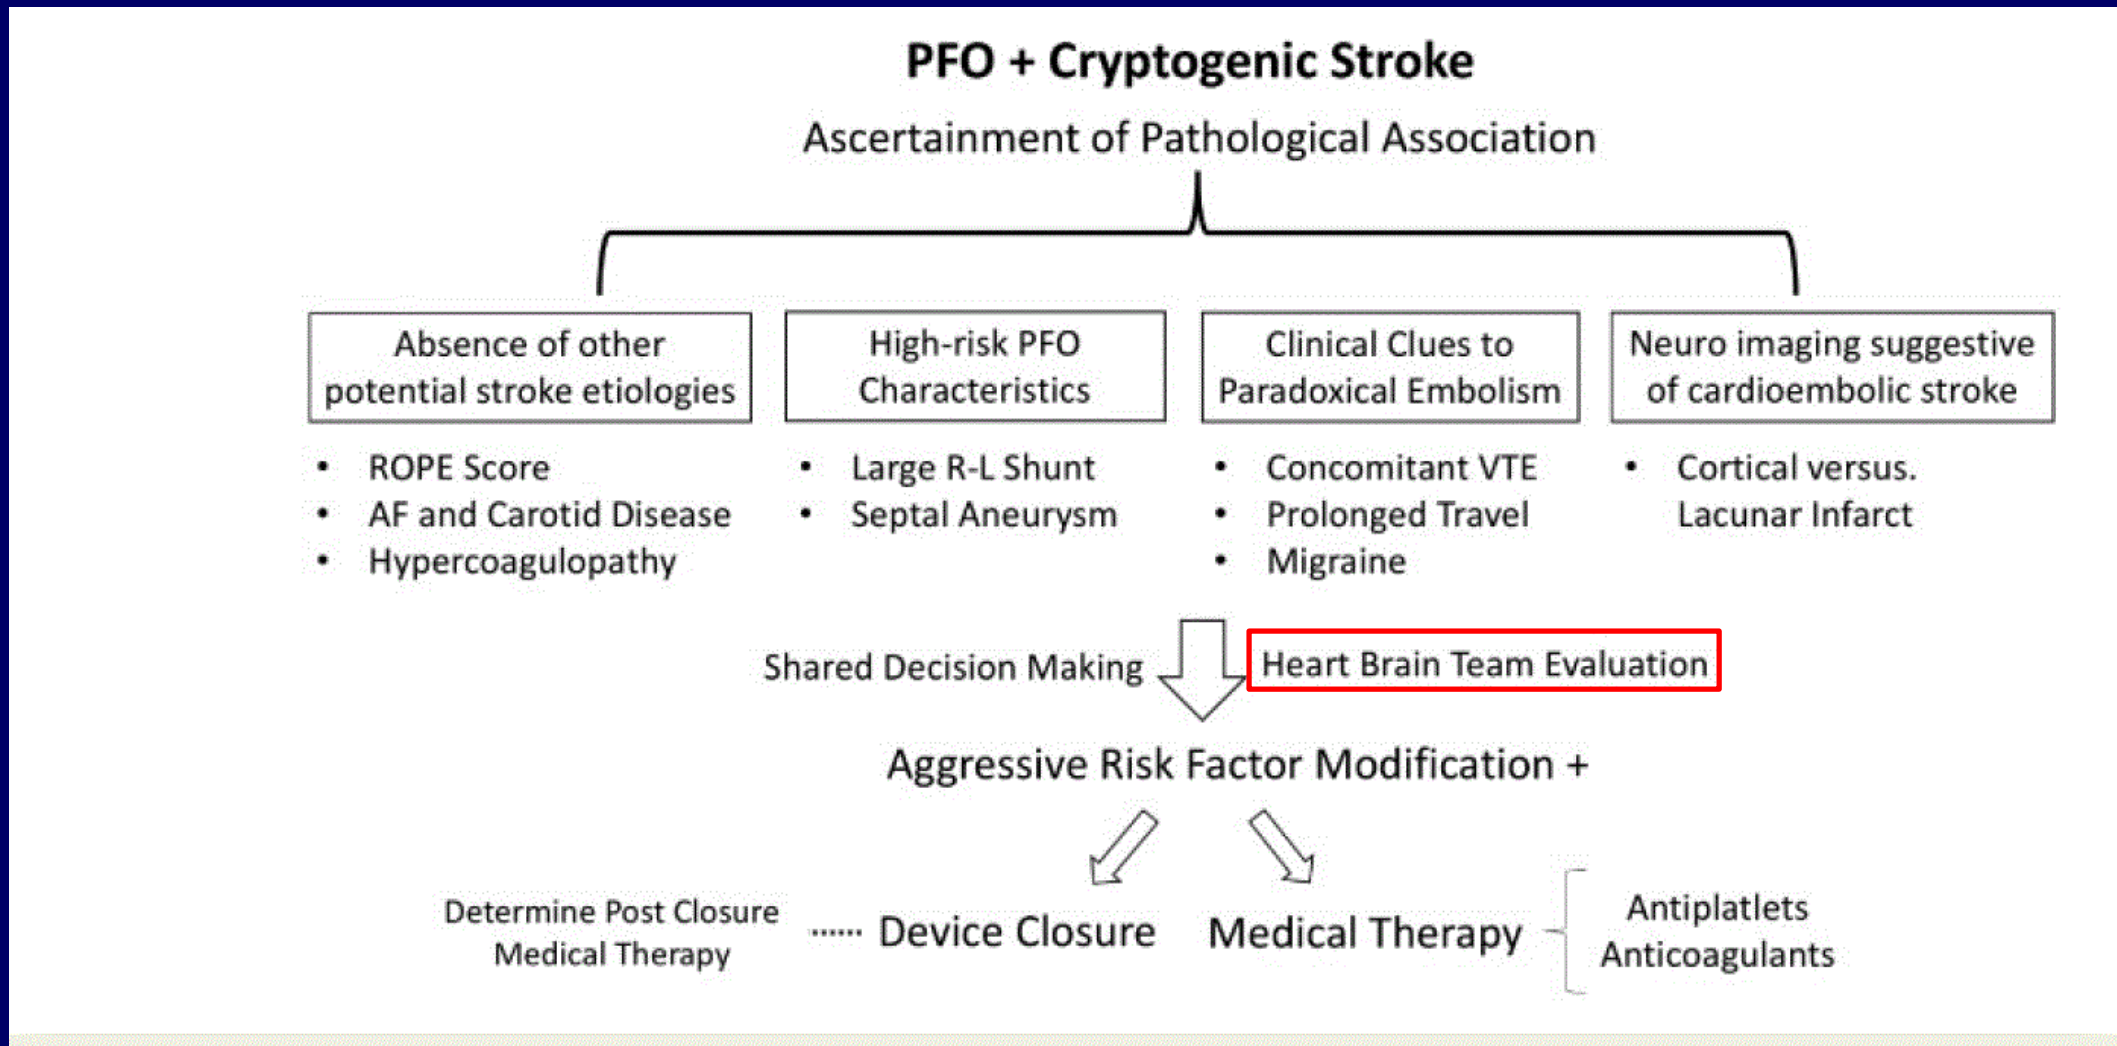 PFO + Cryptogenic Stroke
Ascertainment of Pathological Association
Absence of other
potential stroke etiologies
• ROPE Score
• AF and Carotid Disease
• Hypercoagulopathy
High-risk PFO
Characteristics
• Large R-L Shunt
• Septal Aneurysm
Clinical Clues to
Paradoxical Embolism
• Concomitant VTE
• Prolonged Travel
• Migraine
Neuro imaging suggestive
of cardioembolic stroke
• Cortical versus.
Lacunar Infarct
Shared Decision Making
Heart Brain Team Evaluation
Aggressive Risk Factor Modification +
Determine Post Closure
Medical Therapy
...... Device Closure
Medical Therapy
Antiplatlets
Anticoagulants